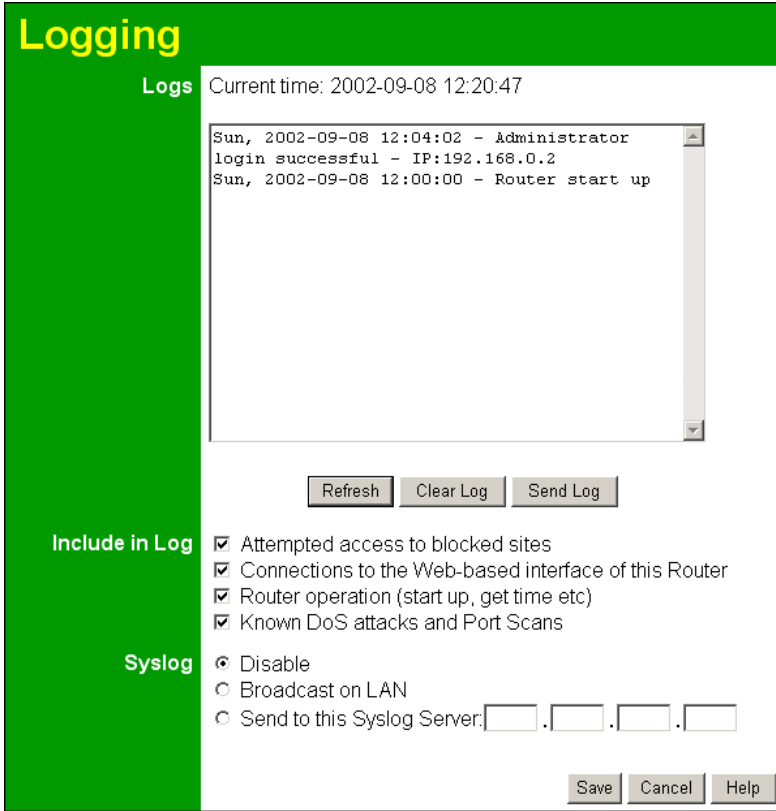 Logging
Logs Current time: 2002-09-08 12:20:47
Sun, 2002-09-08 12:04:02 - Administrator
login successful - IP:192.168.0.2
Sun, 2002-09-08 12:00:00 - Router start up
Refresh Clear Log Send Log
Include in Log Attempted access to blocked sites
Connections to the Web-based interface of this Router
Router operation (start up, get time etc)
Known DoS attacks and Port Scans
Syslog Disable
Broadcast on LAN
Send to this Syslog Server: . . .
Save Cancel Help